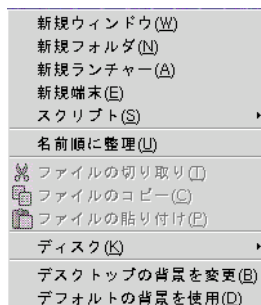 新規ウィンドウ(W)
新規フォルダ(N)
新規ランチャー(A)
新規端末(E)
スクリプト(S)
名前順に整理(U)
ファイルの切り取り(T)
ファイルのコピー(C)
ファイルの貼り付け(P)
ディスク(K)
デスクトップの背景を変更(B)
デフォルトの背景を使用(D)